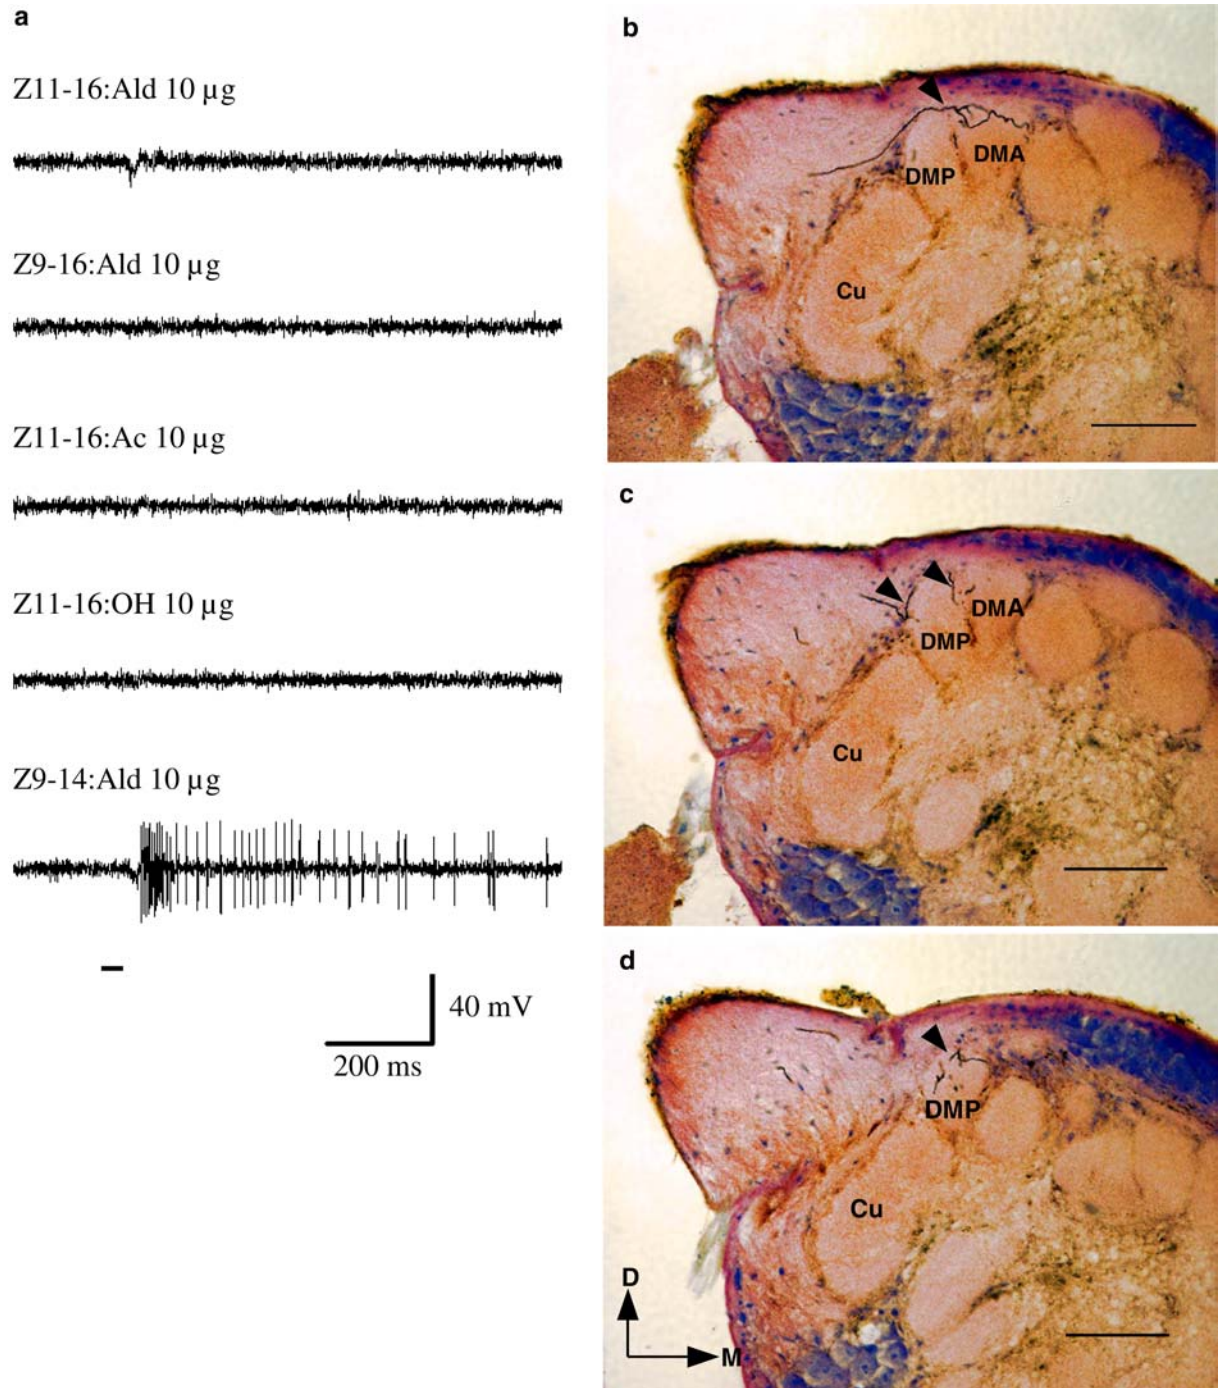 a
Z11-16:Ald 10 µg
Z9-16:Ald 10 µg
Z11-16:Ac 10 µg
Z11-16:OH 10 µg
Z9-14:Ald 10 µg
40 mV
200 ms
b
DMA
DMP
Cu
c
DMA
DMP
Cu
d
DMP
Cu
D
M